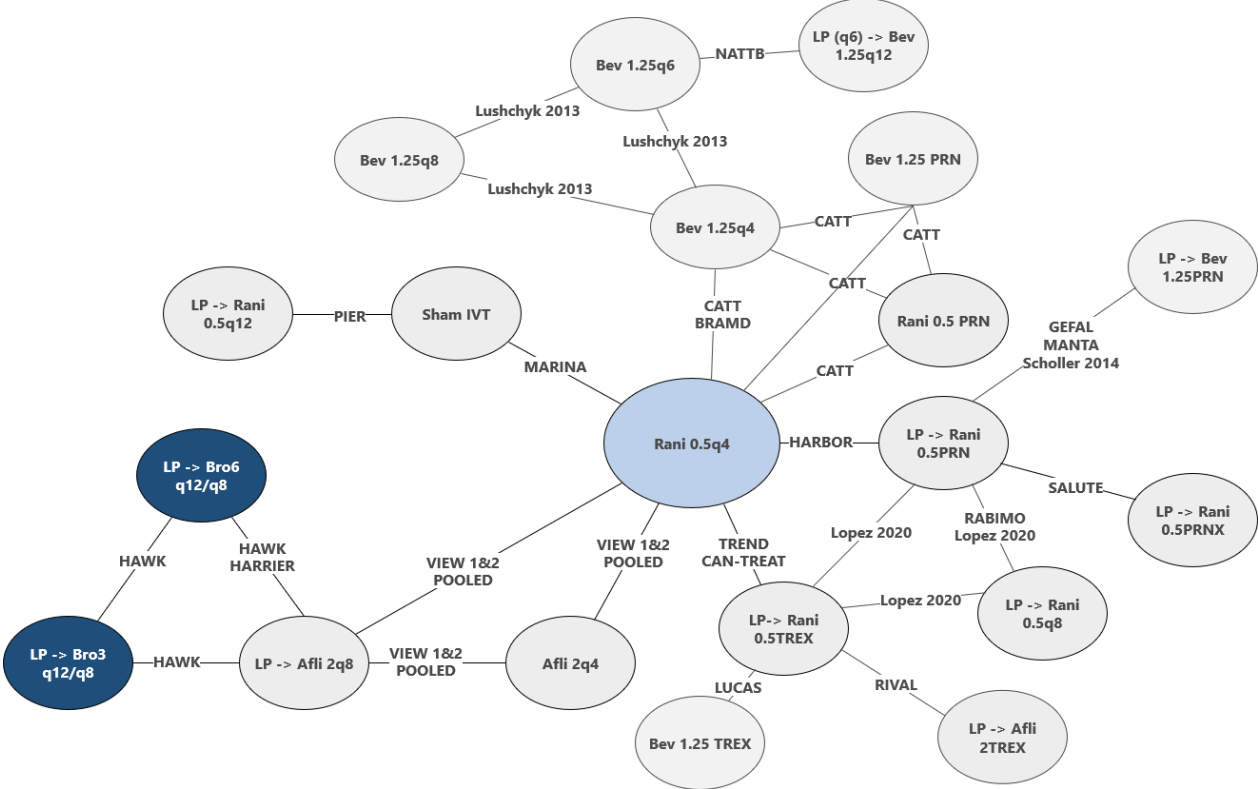 LP (q6) -> Bev
1.25q12
NATTB
Bev 1.25q6
Lushchyk 2013
Lushchyk 2013
Bev 1.25q8
Bev 1.25 PRN
Lushchyk 2013
Bev 1.25q4
CATT
CATT
LP -> Bev
1.25PRN
CATT
LP -> Rani
0.5q12
PIER
Sham IVT
CATT
BRAMD
Rani 0.5 PRN
GEFAL
MANTA
Scholler 2014
MARINA
CATT
Rani 0.5q4
HARBOR
LP -> Rani
0.5PRN
LP -> Bro6
q12/q8
SALUTE
LP -> Rani
0.5PRNX
HAWK
HAWK
HARRIER
VIEW 1&2
POOLED
VIEW 1&2
POOLED
TREND
CAN-TREAT
Lopez 2020
RABIMO
Lopez 2020
LP-> Rani
0.5TREX
Lopez 2020
LP -> Rani
0.5q8
LP -> Bro3
q12/q8
HAWK
LP -> Afli 2q8
VIEW 1&2
POOLED
Afli 2q4
LUCAS
RIVAL
Bev 1.25 TREX
LP -> Afli
2TREX